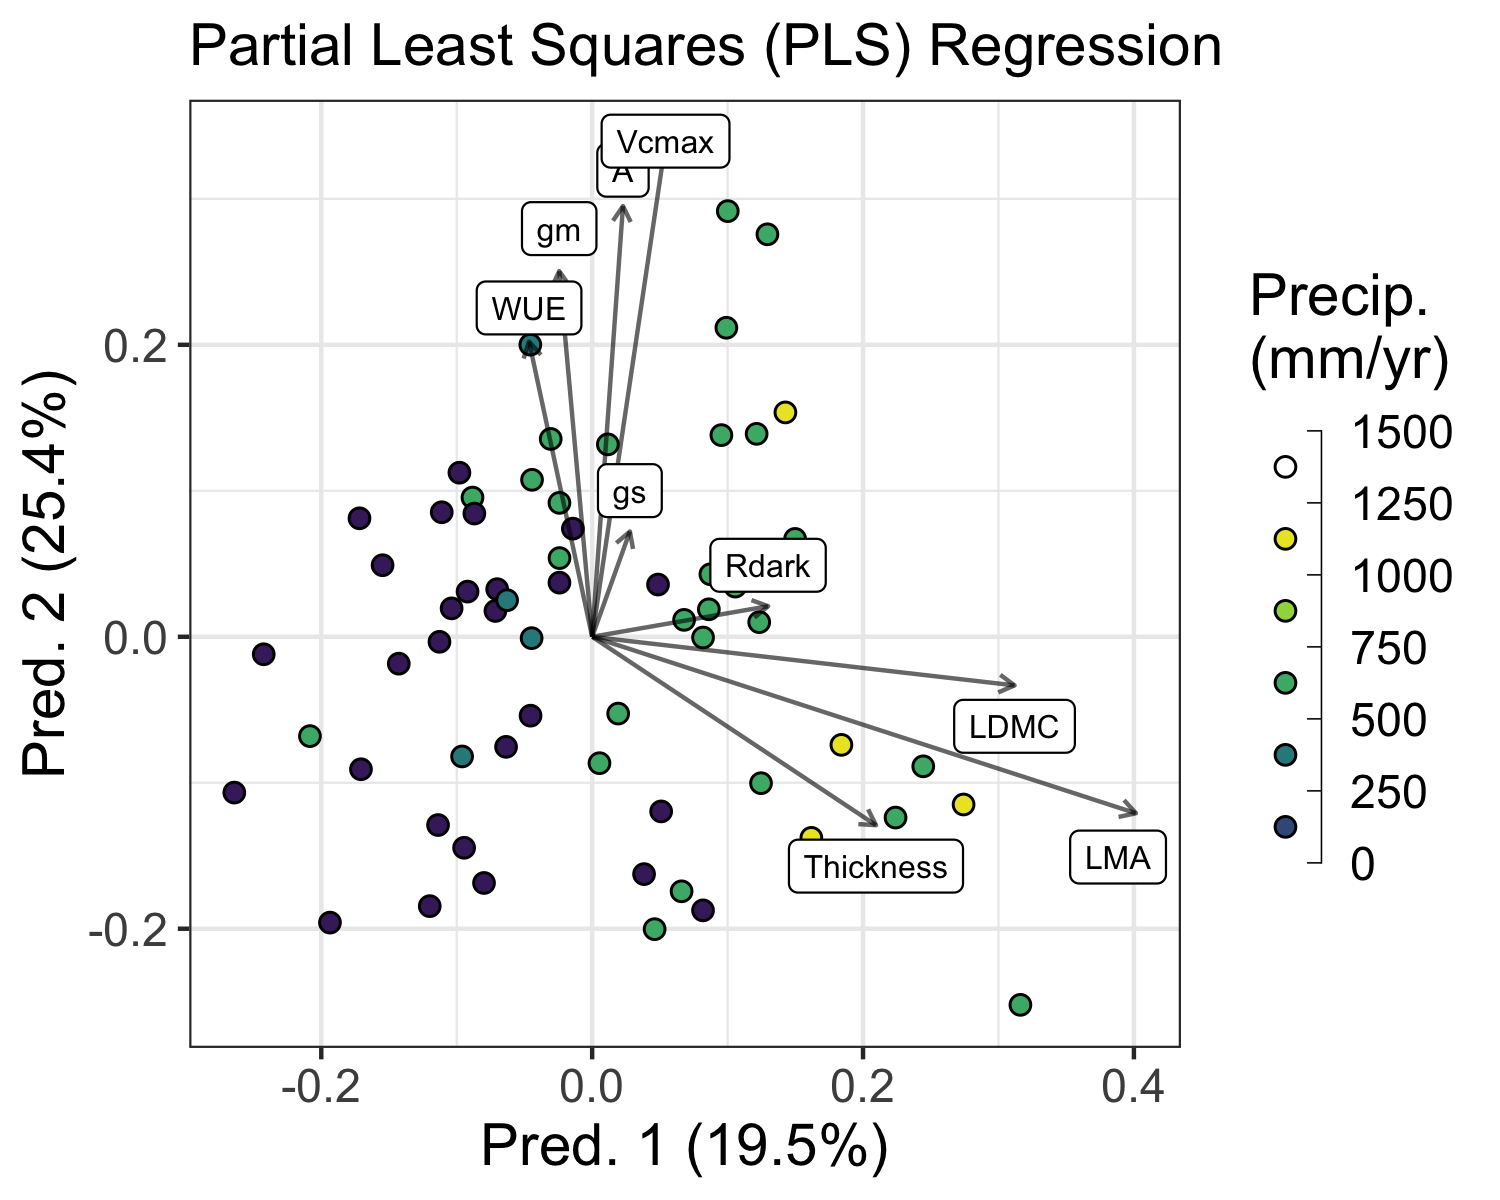 Partial Least Squares (PLS) Regression
Vcmax
A
gm
WUE
gs
Rdark
LDMC
LMA
Thickness
0.2
0.0
-0.2
Pred. 2 (25.4%)
-0.2
0.0
0.2
0.4
Pred. 1 (19.5%)
Precip.
(mm/yr)
1500
1250
1000
750
500
250
0